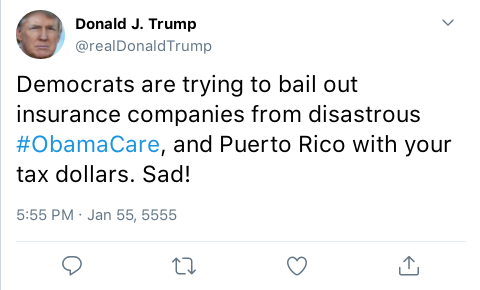 Donald J. Trump
@realDonaldTrump
Democrats are trying to bail out
insurance companies from disastrous
#ObamaCare, and Puerto Rico with your
tax dollars. Sad!
5:55 PM · Jan 55, 5555